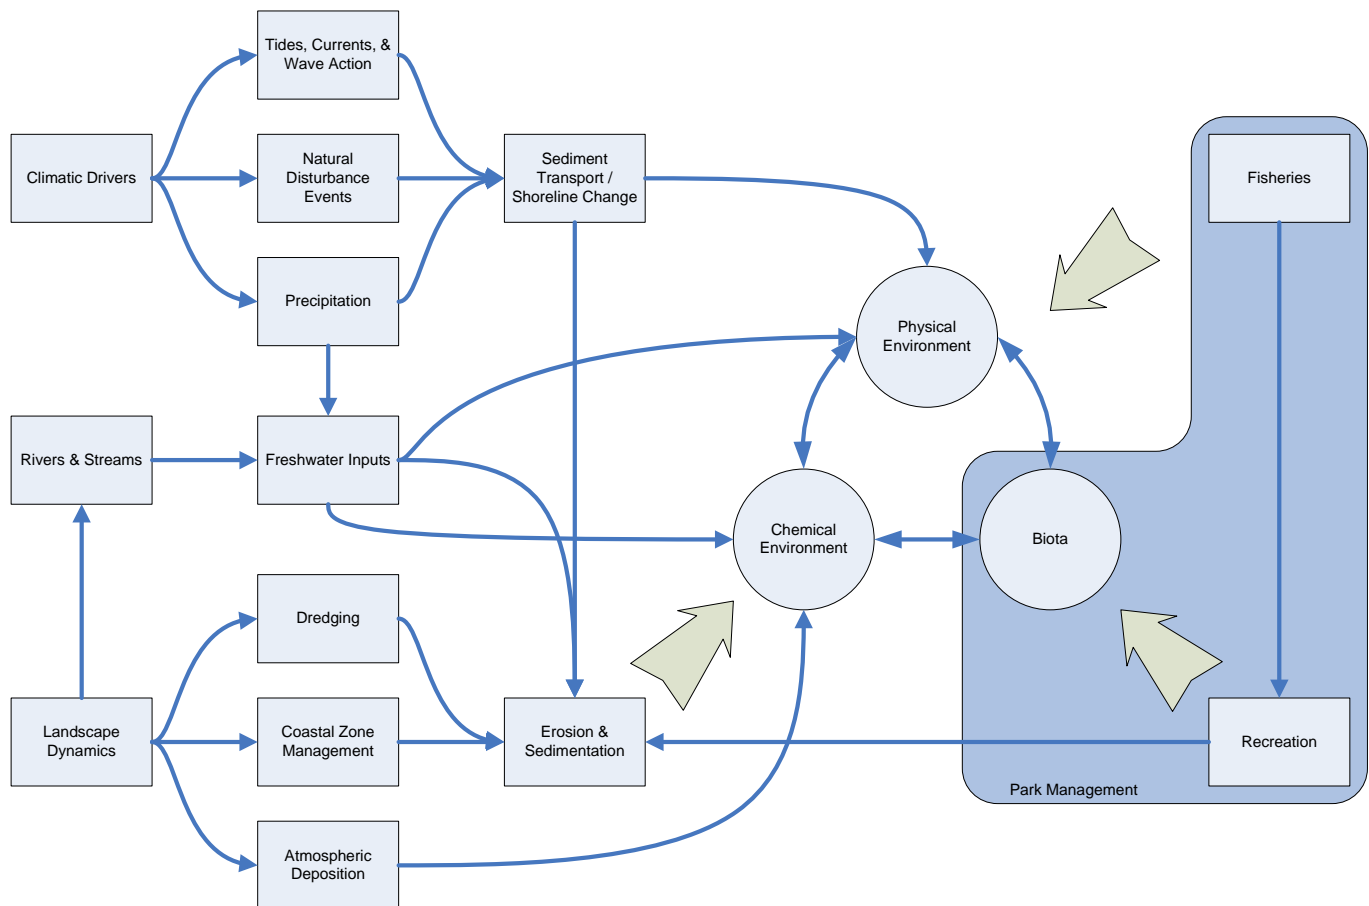 Tides, Currents, &
Wave Action
Climatic Drivers
Natural
Disturbance
Events
Sediment
Transport /
Shoreline Change
Fisheries
Precipitation
Physical
Environment
Rivers & Streams
Freshwater Inputs
Chemical
Environment
Biota
Dredging
Landscape
Dynamics
Coastal Zone
Management
Erosion &
Sedimentation
Recreation
Park Management
Atmospheric
Deposition